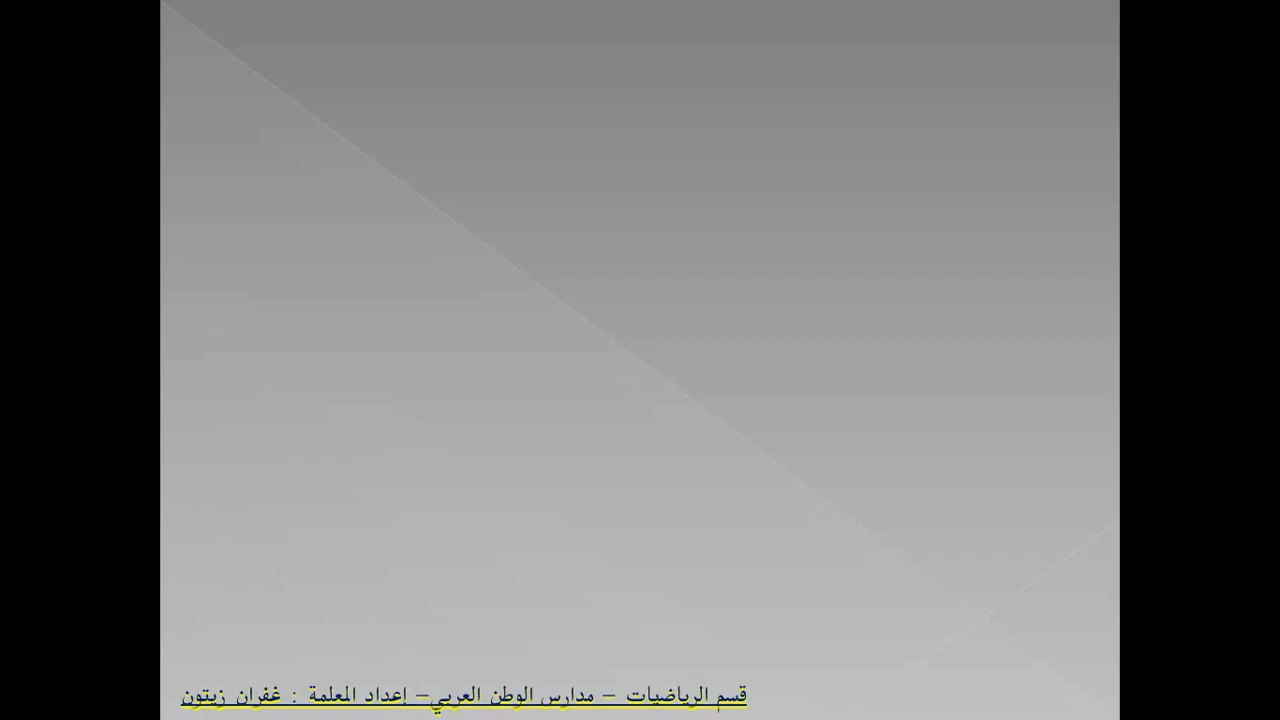 قسم الرياضيات – مدارس الوطن العربي– إعداد المعلمة : غفران زيتون